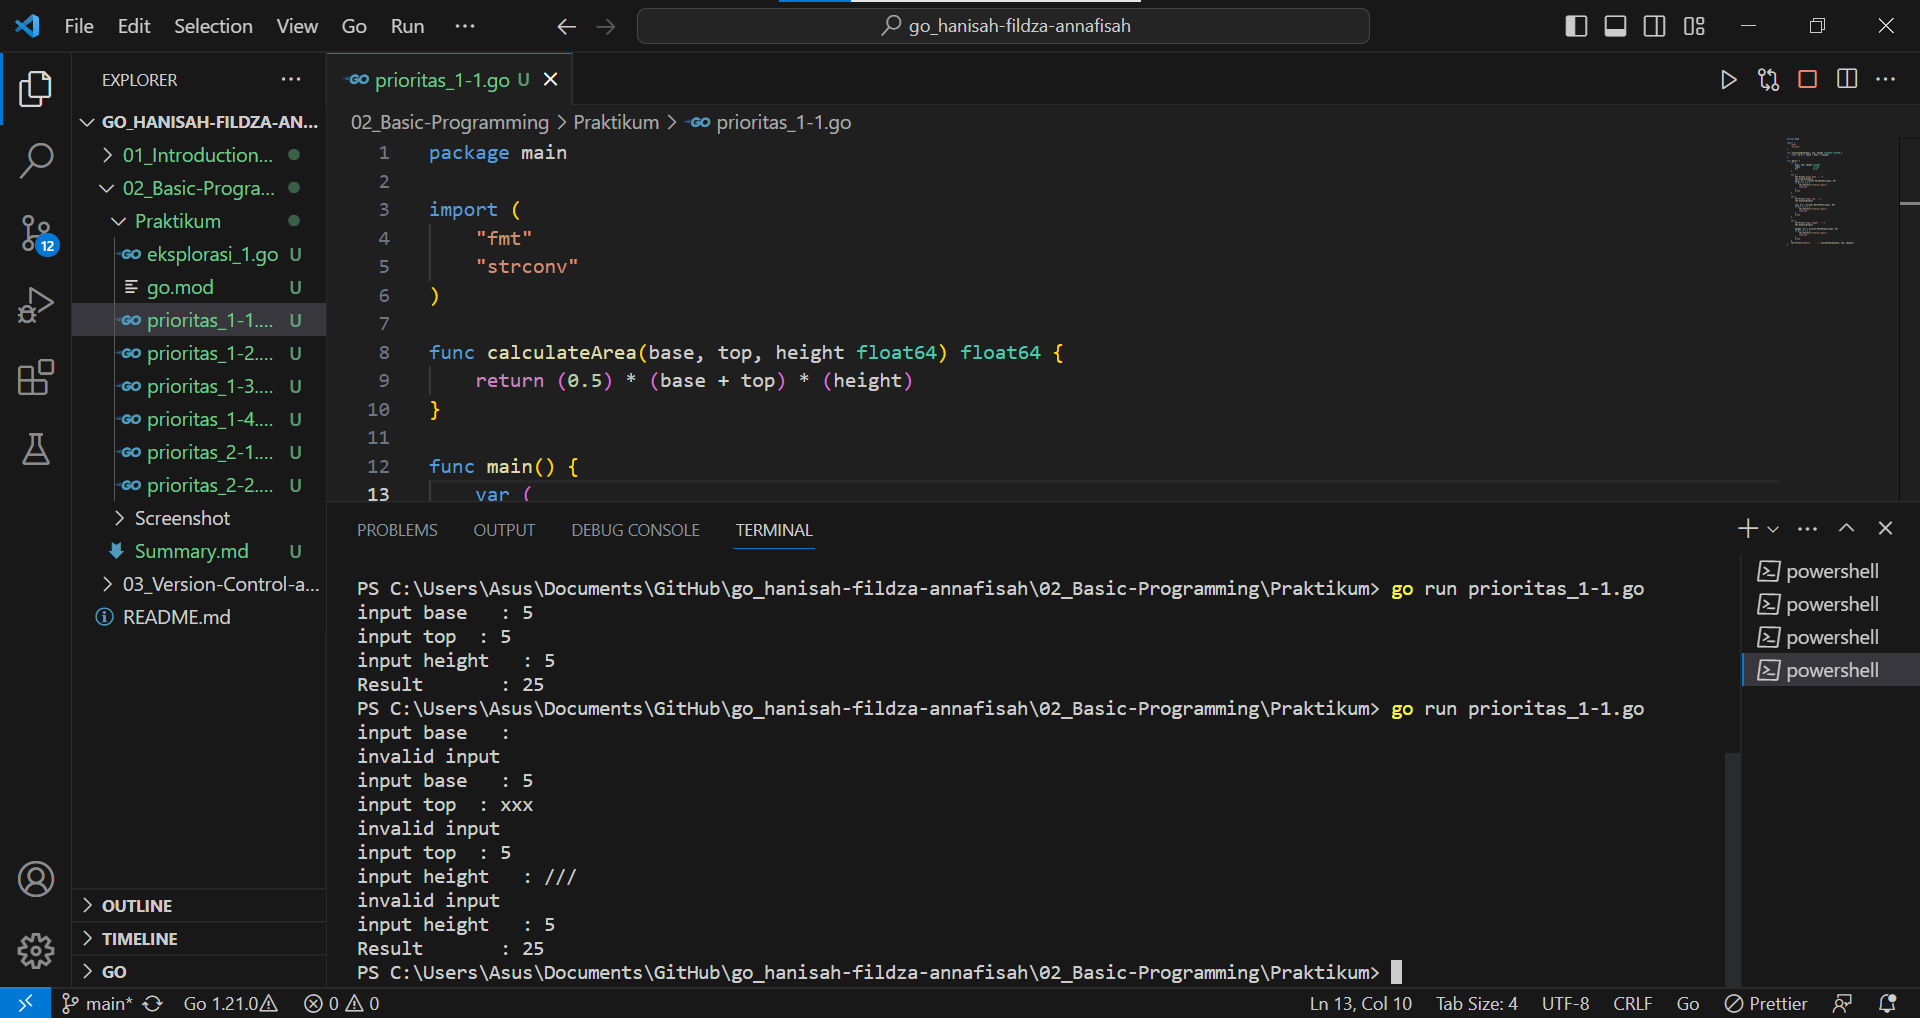 File Edit Selection View Go Run ···
go_hanisah-fildza-annafisah
EXPLORER
GO_HANISAH-FILDZA-AN...
01_Introduction...
02_Basic-Progra...
Praktikum
eksplorasi_1.go U
go.mod U
prioritas_1-1.... U
prioritas_1-2.... U
prioritas_1-3.... U
prioritas_1-4.... U
prioritas_2-1.... U
prioritas_2-2.... U
Screenshot
Summary.md U
03_Version-Control-a...
README.md
12
OUTLINE
TIMELINE
GO
GO prioritas_1-1.go U
02_Basic-Programming > Praktikum > GO prioritas_1-1.go
1 package main
2
3 import (
4 "fmt"
5 "strconv"
6 )
7
8 func calculateArea(base, top, height float64) float64 {
9 return (0.5) * (base + top) * (height)
10 }
11
12 func main() {
13 var (
PROBLEMS OUTPUT DEBUG CONSOLE TERMINAL
PS C:\Users\Asus\Documents\GitHub\go_hanisah-fildza-annafisah\02_Basic-Programming\Praktikum> go run prioritas_1-1.go
input base : 5
input top : 5
input height : 5
Result : 25
PS C:\Users\Asus\Documents\GitHub\go_hanisah-fildza-annafisah\02_Basic-Programming\Praktikum> go run prioritas_1-1.go
input base :
invalid input
input base : 5
input top : xxx
invalid input
input top : 5
input height : ///
invalid input
input height : 5
Result : 25
PS C:\Users\Asus\Documents\GitHub\go_hanisah-fildza-annafisah\02_Basic-Programming\Praktikum>
powershell
powershell
powershell
powershell
main* Go 1.21.0 0 0 Ln 13, Col 10 Tab Size: 4 UTF-8 CRLF Go Prettier